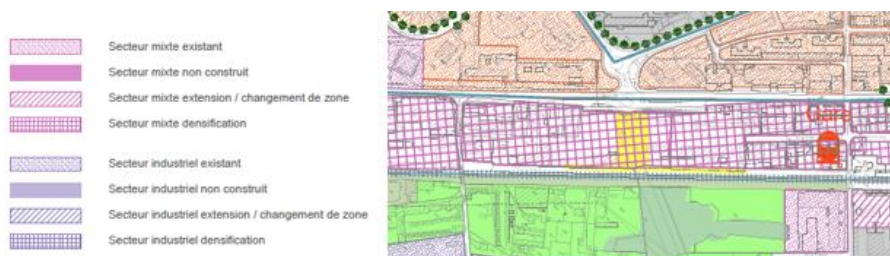 Secteur mixte existant
Secteur mixte non construit
Secteur mixte extension / changement de zone
Secteur mixte densification
Secteur industriel existant
Secteur industriel non construit
Secteur industriel extension / changement de zone
Secteur industriel densification
Gare